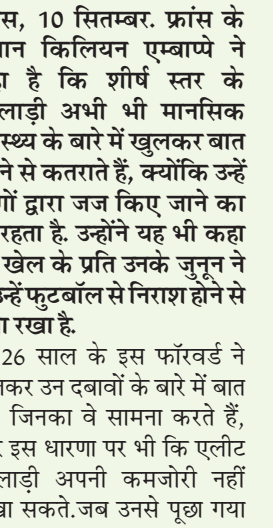 स, 10 सितम्बर. फ्रांस के
ान किलियन एम्बाप्पे ने
है कि शीर्ष स्तर के
लाड़ी अभी भी मानसिक
स्थ्य के बारे में खुलकर बात
ने से कतराते हैं, क्योंकि उन्हें
गों द्वारा जज किए जाने का
रहता है. उन्होंने यह भी कहा
खेल के प्रति उनके जुनून ने
न्हें फुटबॉल से निराश होने से
ा रखा है.
26 साल के इस फॉरवर्ड ने
कर उन दबावों के बारे में बात
जिनका वे सामना करते हैं,
इस धारणा पर भी कि एलीट
लाड़ी अपनी कमजोरी नहीं
ा सकते.जब उनसे पूछा गया